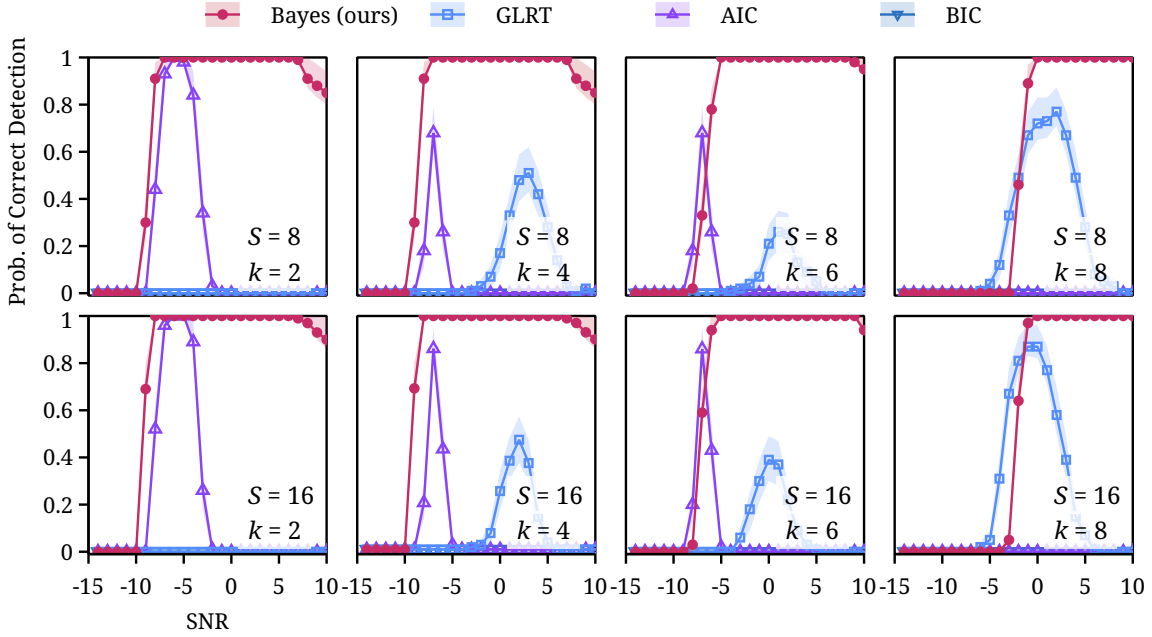 Bayes (ours) GLRT AIC BIC
Prob. of Correct Detection
1
0.8
0.6
0.4
0.2
0
S = 8
k = 2
S = 8
k = 4
S = 8
k = 6
S = 8
k = 8
1
0.8
0.6
0.4
0.2
0
S = 16
k = 2
S = 16
k = 4
S = 16
k = 6
S = 16
k = 8
-15 -10 -5 0 5 10 -15 -10 -5 0 5 10 -15 -10 -5 0 5 10 -15 -10 -5 0 5 10
SNR